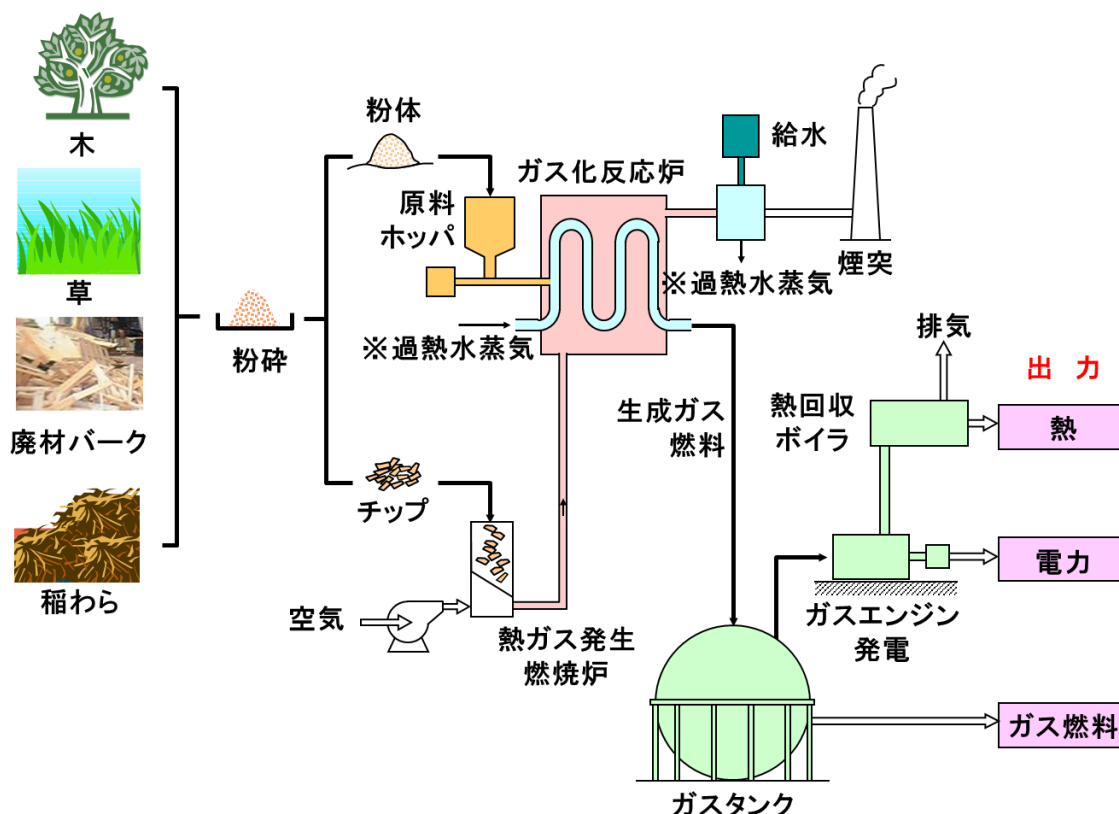 木
草
廃材バーク
稲わら
粉砕
粉体
原料
ホッパ
チップ
空気
熱ガス発生
燃焼炉
ガス化反応炉
※過熱水蒸気
給水
※過熱水蒸気
煙突
生成ガス
燃料
ガスタンク
排気
熱回収
ボイラ
ガスエンジン
発電
出 力
熱
電力
ガス燃料